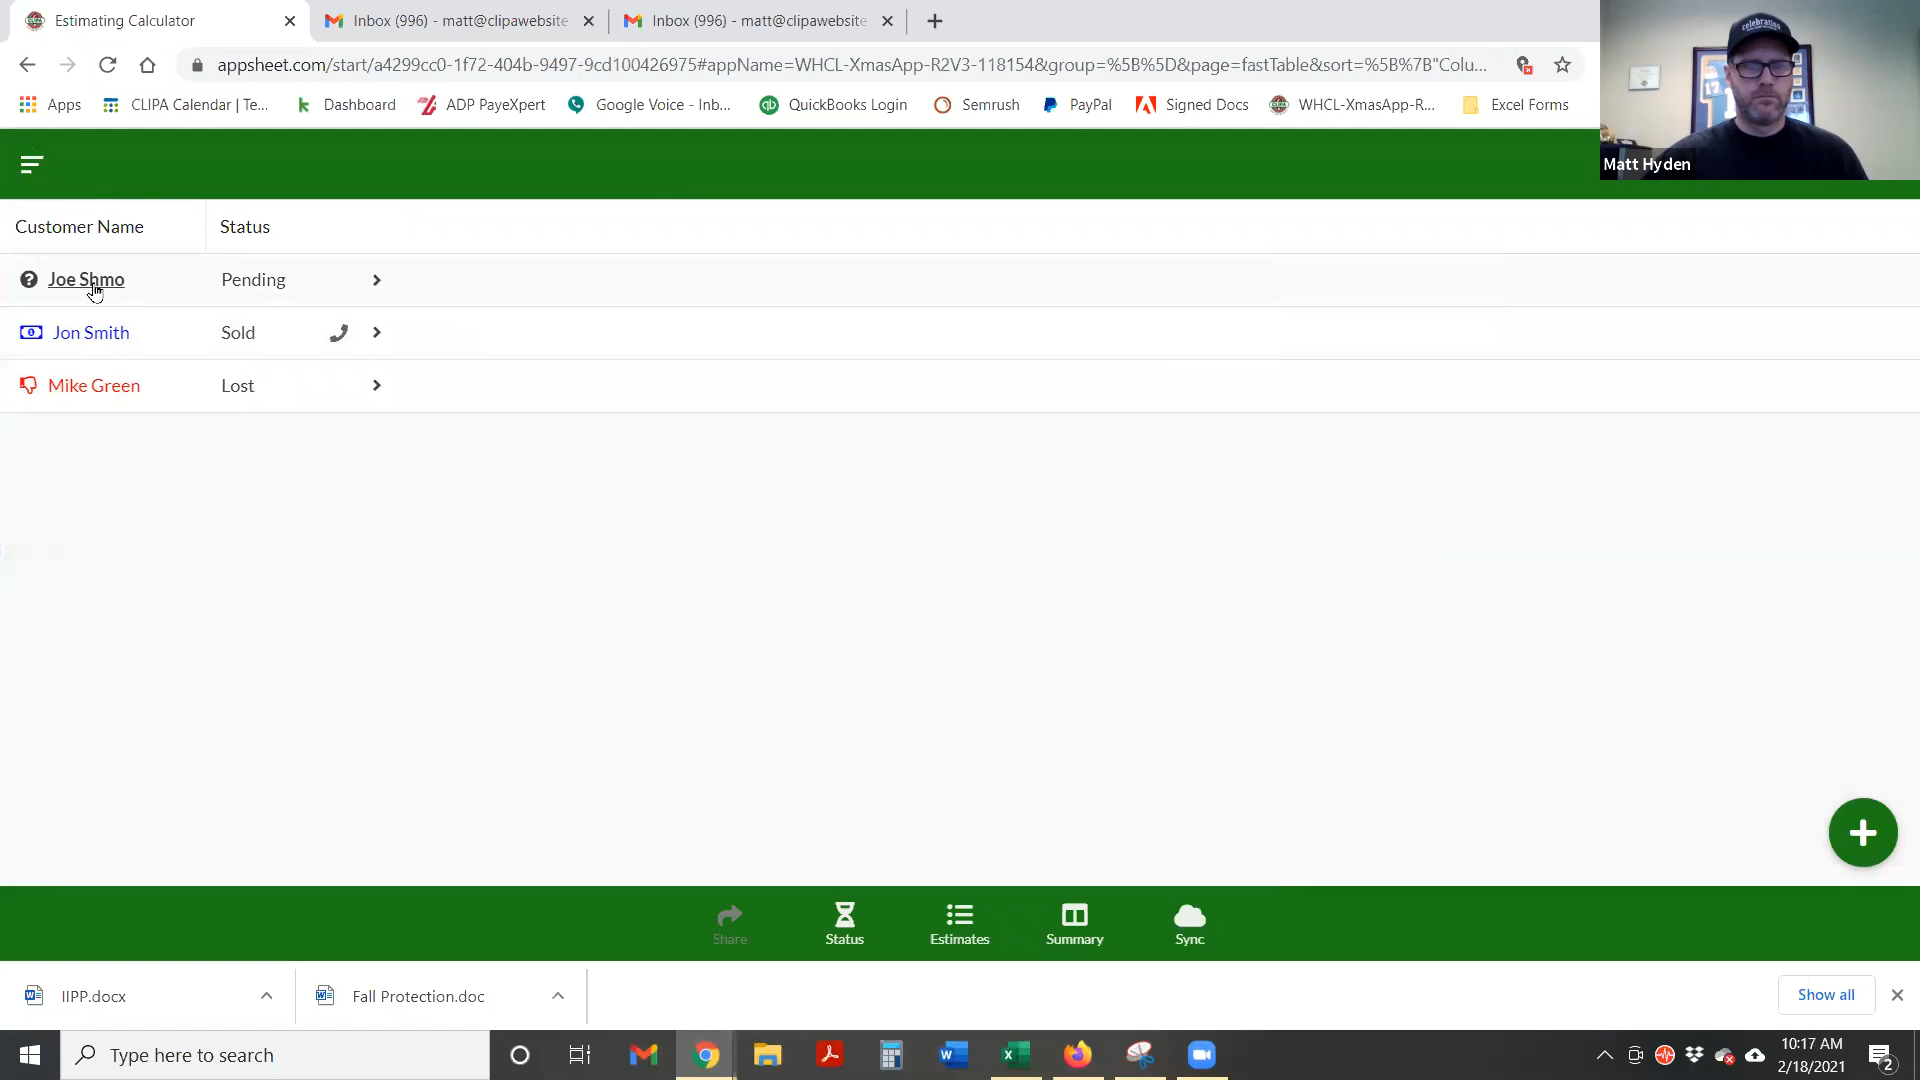 Estimating Calculator
Inbox (996) - matt@clipawebsite
Inbox (996) - matt@clipawebsite
appsheet.com/start/a4299cc0-1f72-404b-9497-9cd100426975#appName=WHCL-XmasApp-R2V3-118154&group=%5B%5D&page=fastTable&sort=%5B%7B"Colu...
Apps
CLIPA Calendar | Te...
Dashboard
ADP PayeXpert
Google Voice - Inb...
QuickBooks Login
Semrush
PayPal
Signed Docs
WHCL-XmasApp-R...
Excel Forms
celebration
Matt Hyden
Customer Name Status
Joe Shmo Pending
Jon Smith Sold
Mike Green Lost
Share
Status
Estimates
Summary
Sync
IIPP.docx
Fall Protection.doc
Show all
Type here to search
10:17 AM
2/18/2021
2